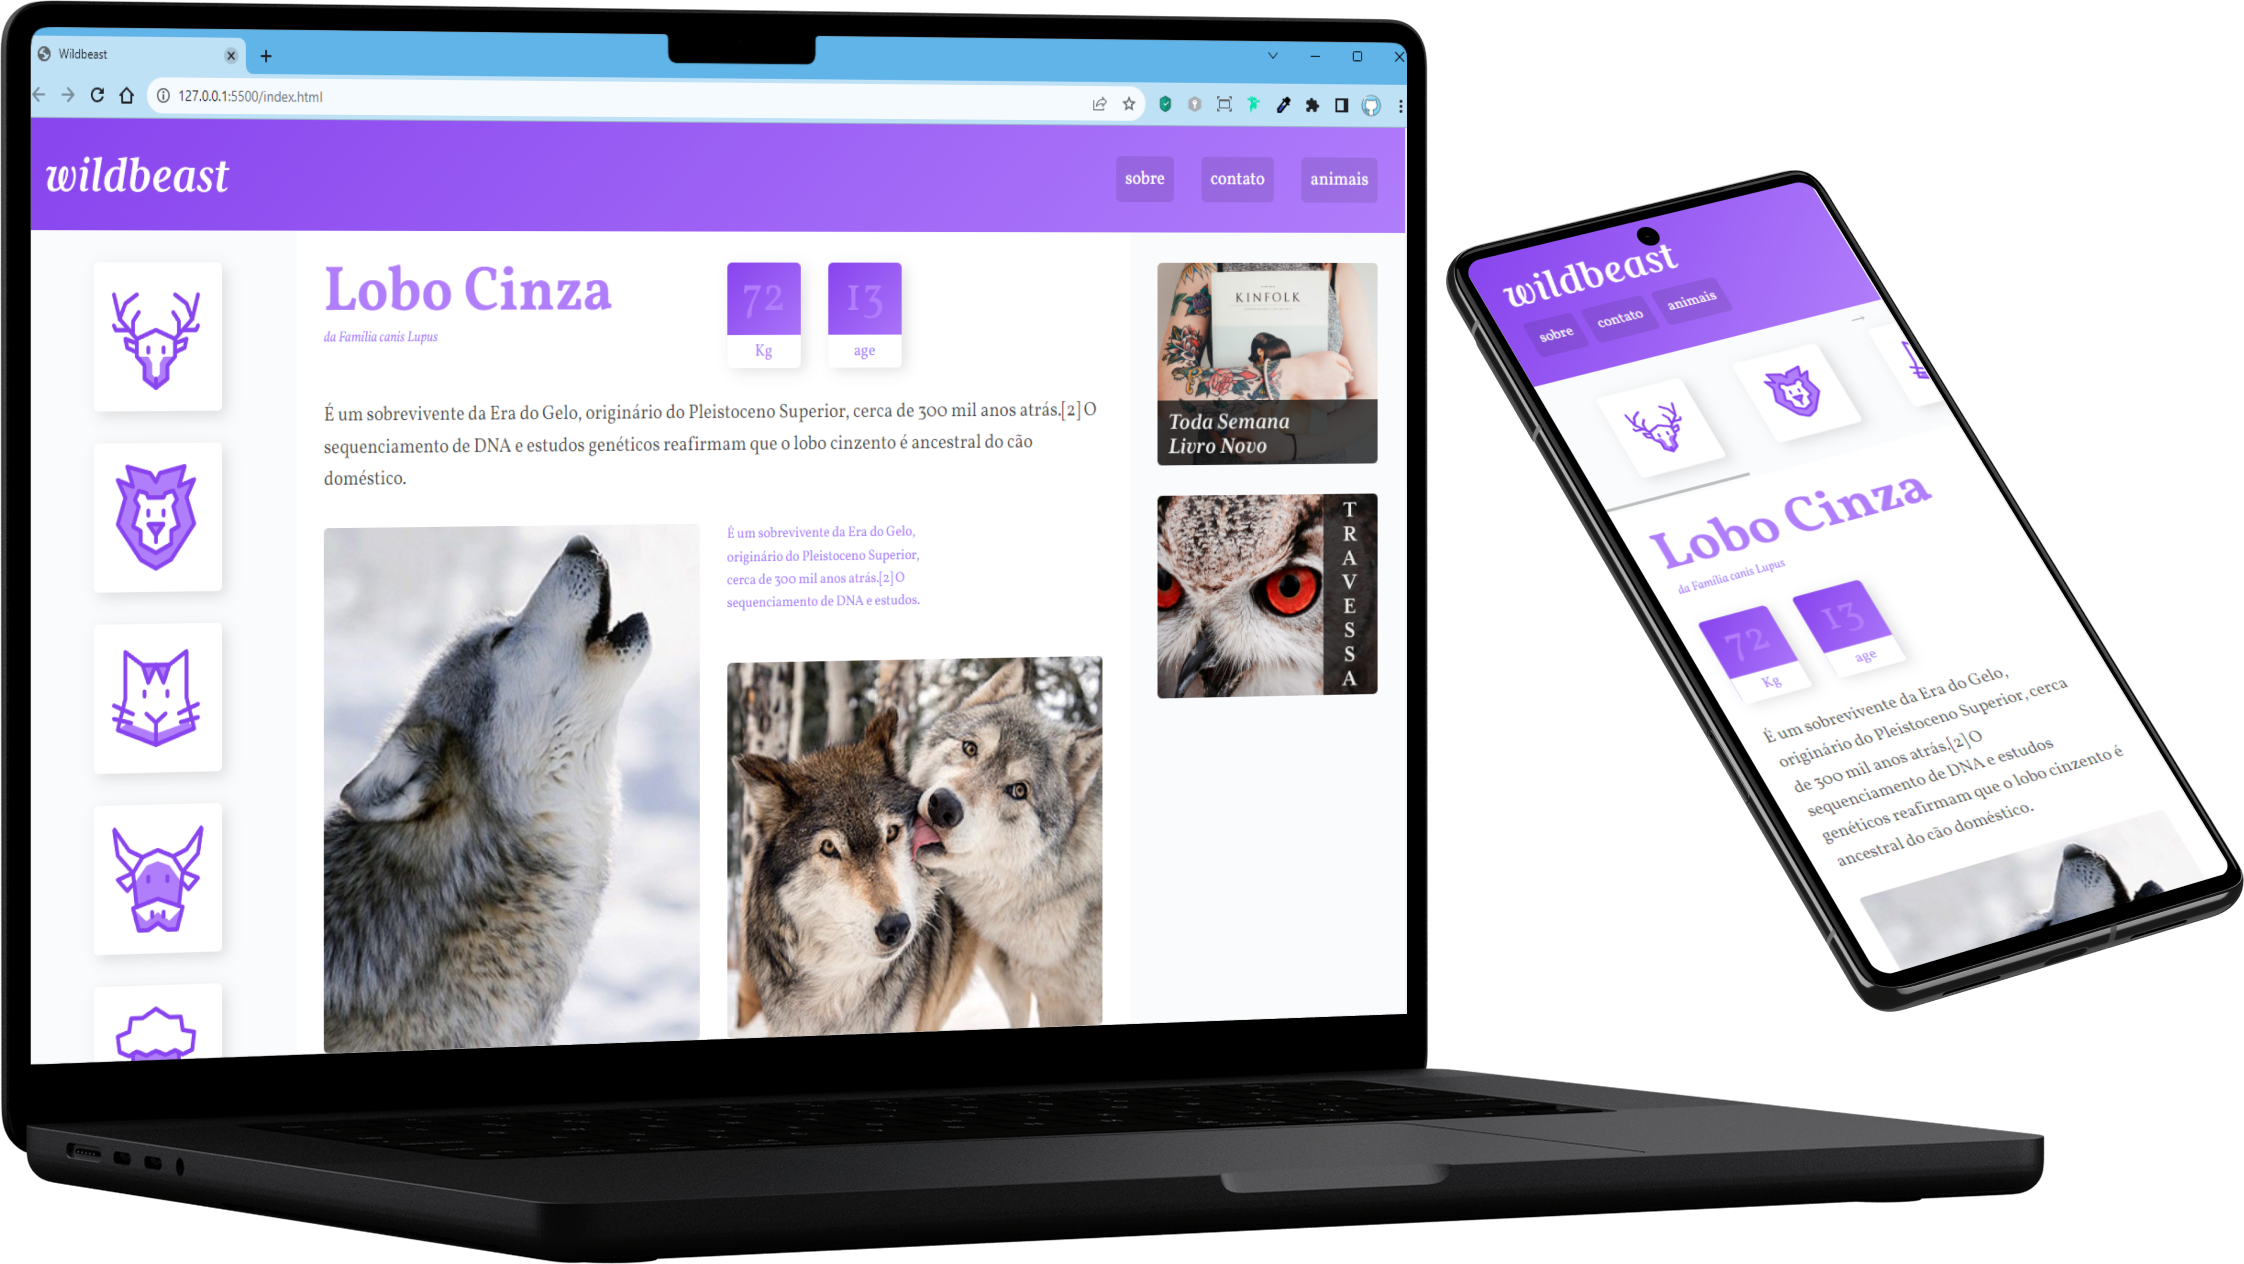 Wildbeast
127.0.0.1:5500/index.html
wildbeast
sobre
contato
animais
Lobo Cinza
da Família canis Lupus
72
Kg
13
age
É um sobrevivente da Era do Gelo, originário do Pleistoceno Superior, cerca de 300 mil anos atrás.[2]O
sequenciamento de DNA e estudos genéticos reafirmam que o lobo cinzento é ancestral do cão
doméstico.
É um sobrevivente da Era do Gelo,
originário do Pleistoceno Superior,
cerca de 300 mil anos atrás.[2]O
sequenciamento de DNA e estudos.
KINFOLK
Toda Semana
Livro Novo
TRAVESSA
wildbeast
sobre
contato
animais
→
Lobo Cinza
da Família canis Lupus
72
Kg
13
age
É um sobrevivente da Era do Gelo,
originário do Pleistoceno Superior, cerca
de 300 mil anos atrás.[2]O
sequenciamento de DNA e estudos
genéticos reafirmam que o lobo cinzento é
ancestral do cão doméstico.